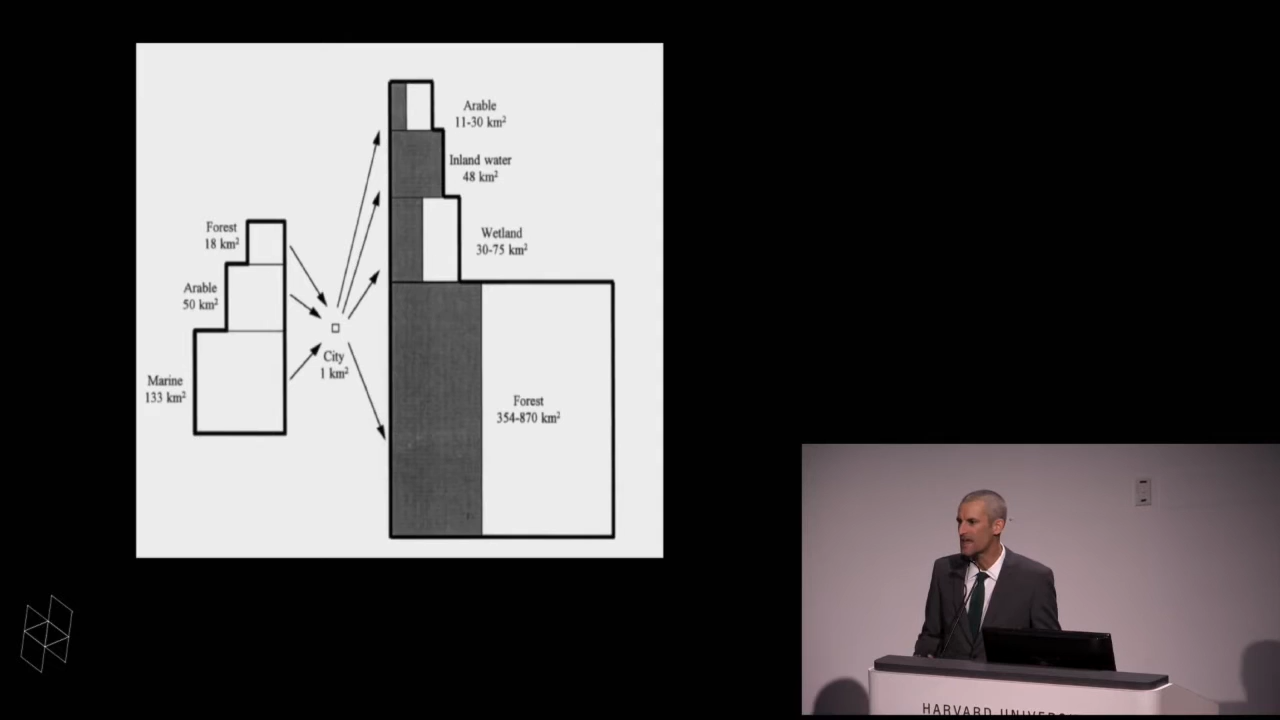 Arable
11-30 km²
Inland water
48 km²
Wetland
30-75 km²
Forest
354-870 km²
Forest
18 km²
Arable
50 km²
Marine
133 km²
City
1 km²
HARVARD